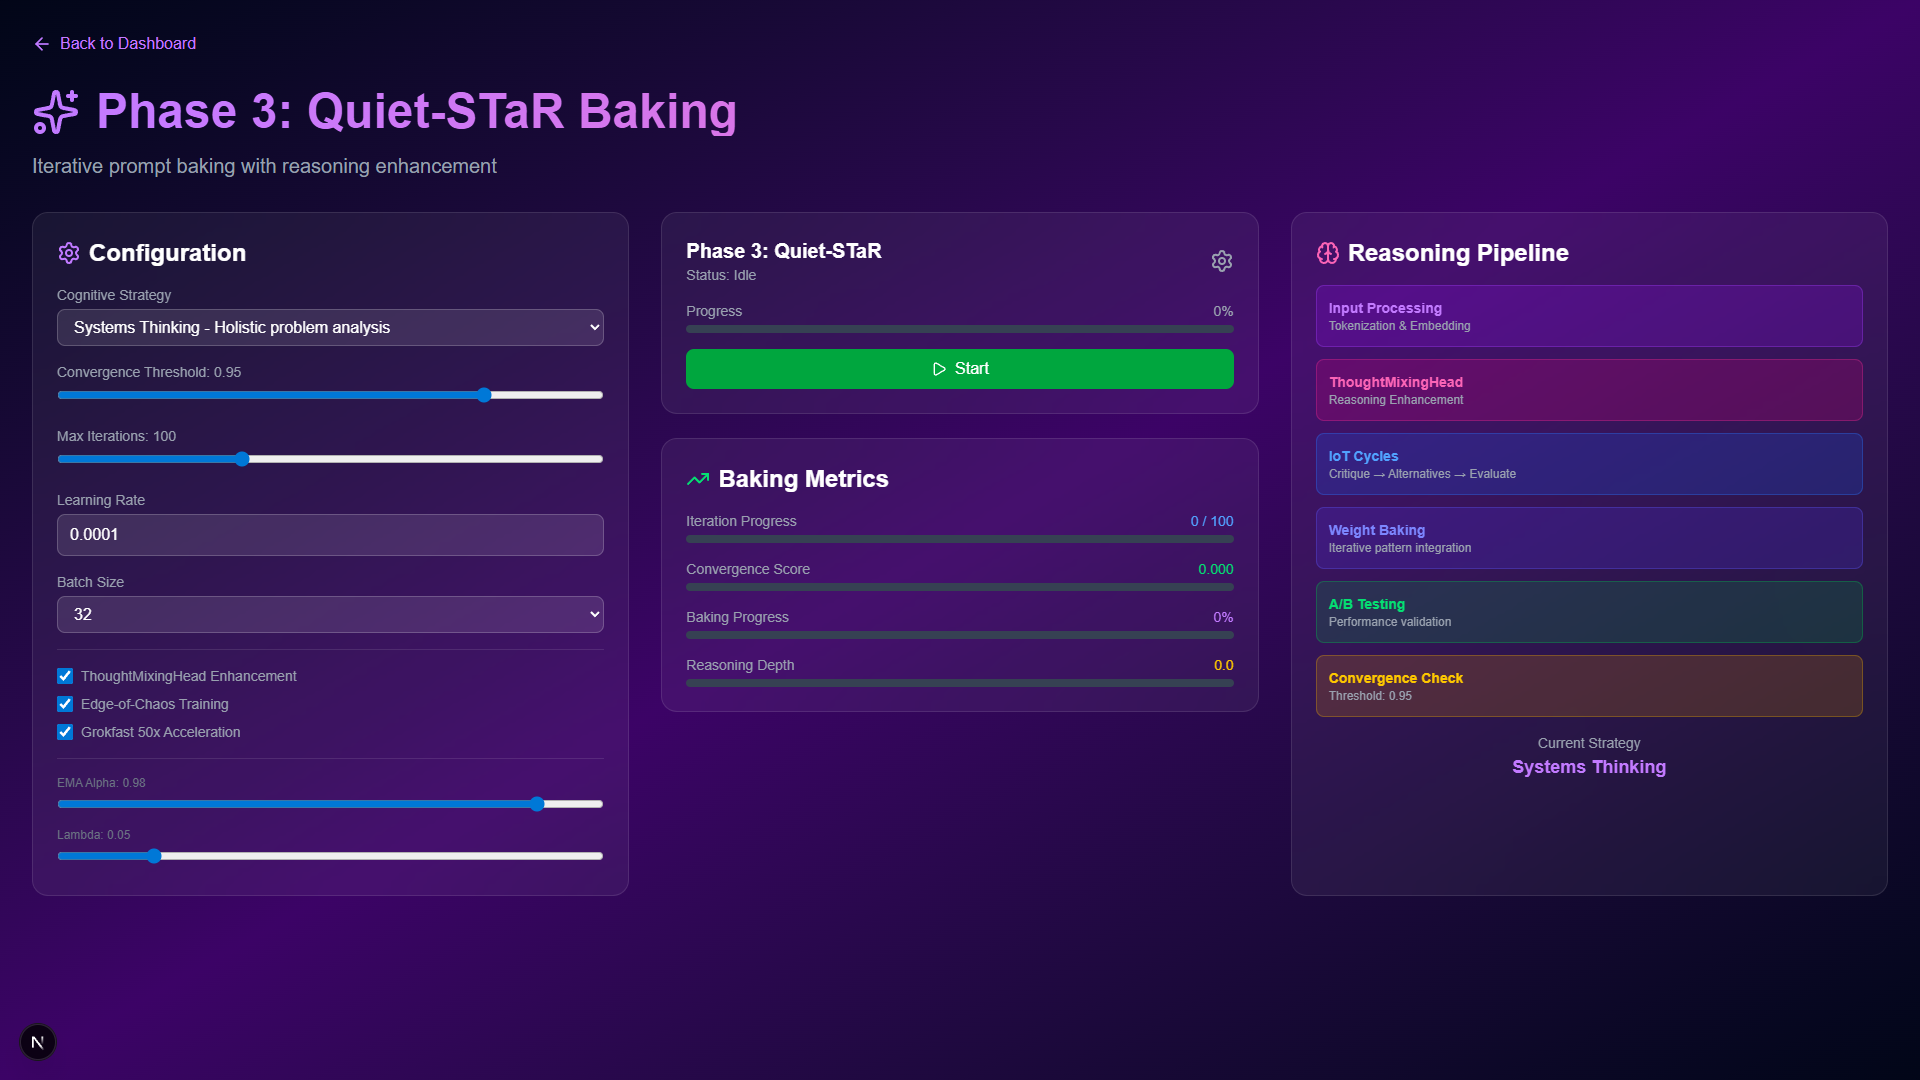 Back to Dashboard
Phase 3: Quiet-STaR Baking
Iterative prompt baking with reasoning enhancement
Configuration
Cognitive Strategy
Systems Thinking - Holistic problem analysis
Convergence Threshold: 0.95
Max Iterations: 100
Learning Rate
0.0001
Batch Size
32
ThoughtMixingHead Enhancement
Edge-of-Chaos Training
Grokfast 50x Acceleration
EMA Alpha: 0.98
Lambda: 0.05
Phase 3: Quiet-STaR
Status: Idle
Progress 0%
Start
Baking Metrics
Iteration Progress 0 / 100
Convergence Score 0.000
Baking Progress 0%
Reasoning Depth 0.0
Reasoning Pipeline
Input Processing
Tokenization & Embedding
ThoughtMixingHead
Reasoning Enhancement
IoT Cycles
Critique → Alternatives → Evaluate
Weight Baking
Iterative pattern integration
A/B Testing
Performance validation
Convergence Check
Threshold: 0.95
Current Strategy
Systems Thinking
N